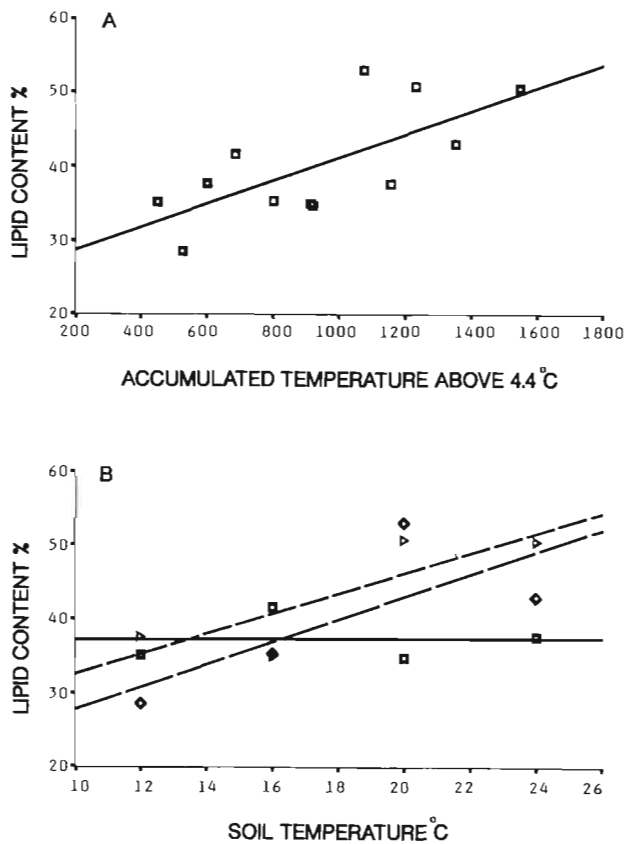 A
60
50
40
30
20
LIPID CONTENT %
200 400 600 800 1000 1200 1400 1600 1800
ACCUMULATED TEMPERATURE ABOVE 4.4°C
B
60
50
40
30
20
LIPID CONTENT %
10 12 14 16 18 20 22 24 26
SOIL TEMPERATURE°C